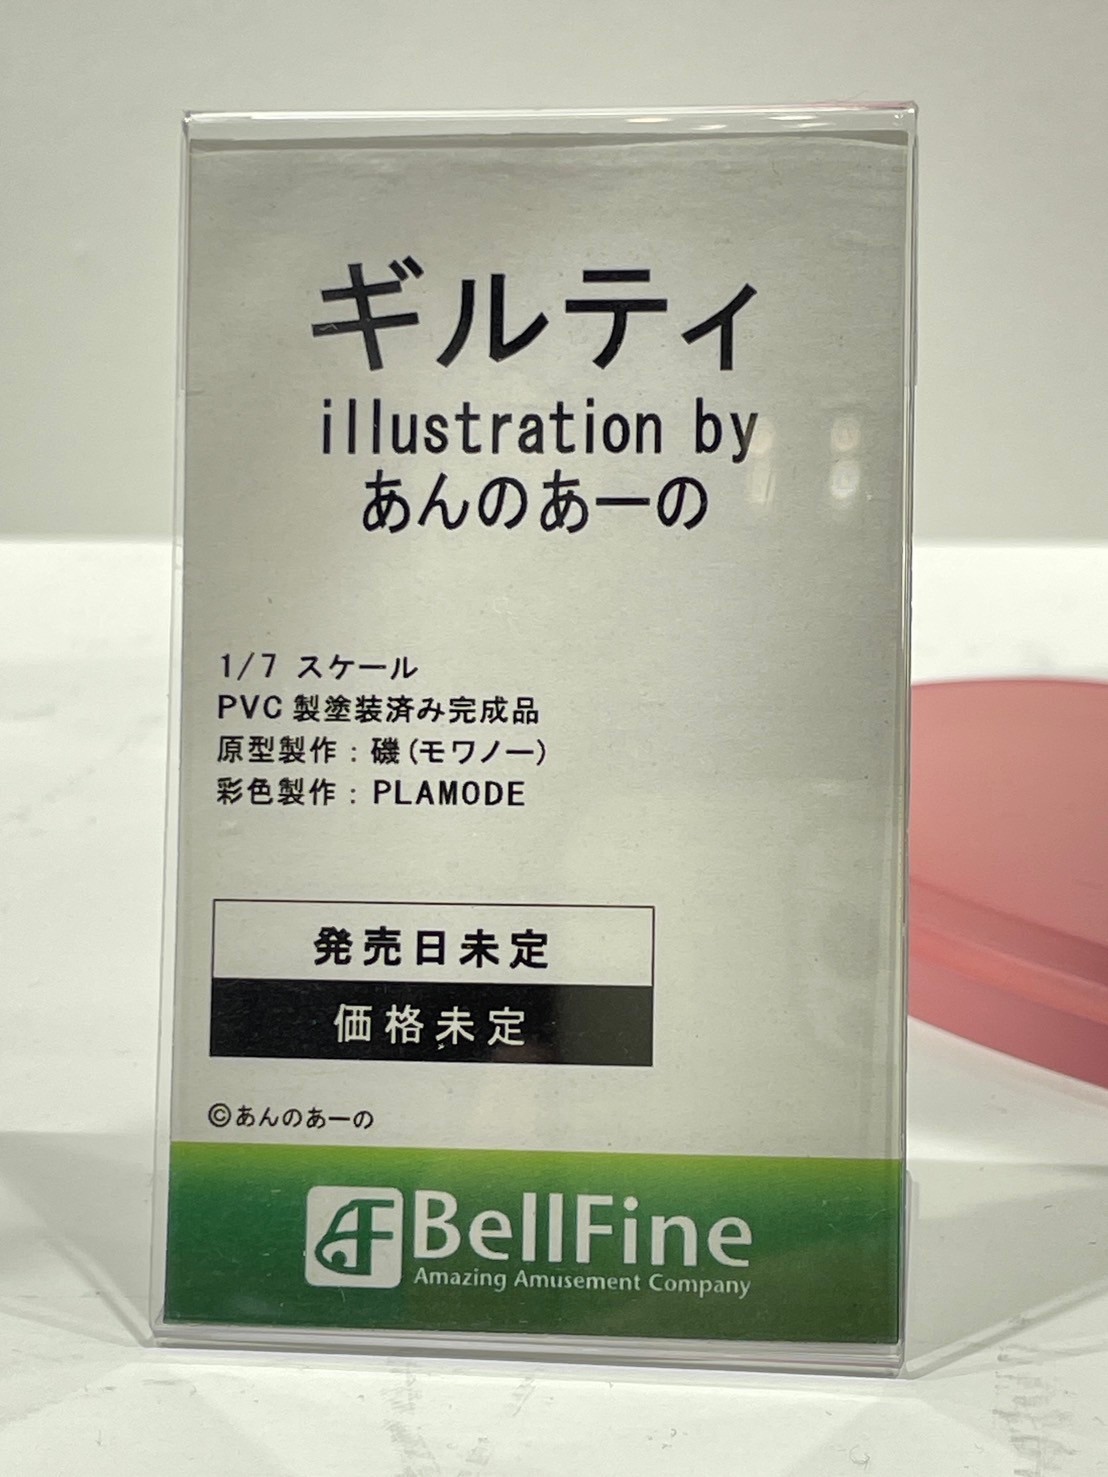 ギルティ
illustration by
あんのあーの
1/7 スケール
PVC製塗装済み完成品
原型製作：磯(モワノー)
彩色製作：PLAMODE
発売日未定
価格未定
©あんのあーの
BellFine
Amazing Amusement Company